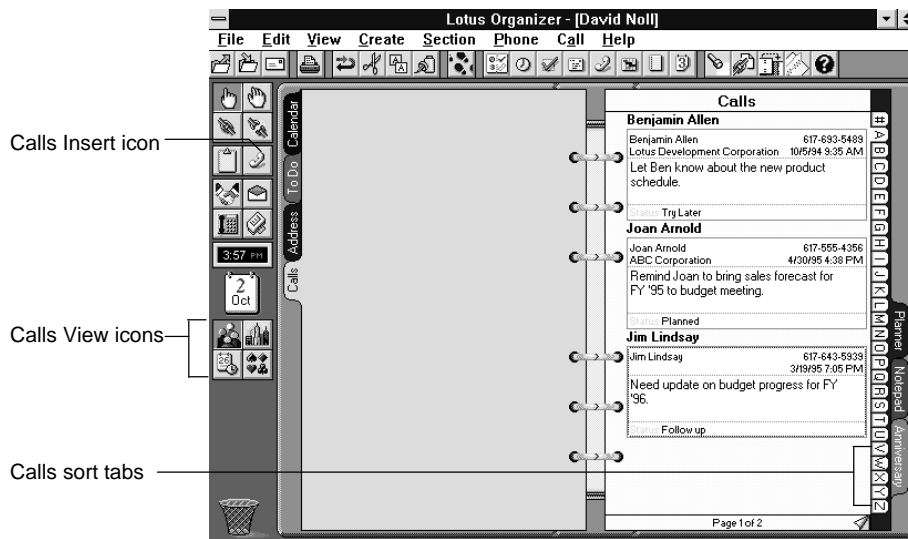 Lotus Organizer - [David Noll]
File Edit View Create Section Phone Call Help
Calls Insert icon
Calls View icons
Calls sort tabs
3:57 PM
2
Oct
26
3
Calendar
To Do
Address
Calls
Calls
Benjamin Allen
Benjamin Allen 617-693-5489
Lotus Development Corporation 10/5/94 9:35 AM
Let Ben know about the new product
schedule.
Status Try Later
Joan Arnold
Joan Arnold 617-555-4356
ABC Corporation 4/30/95 4:38 PM
Remind Joan to bring sales forecast for
FY '95 to budget meeting.
Status Planned
Jim Lindsay
Jim Lindsay 617-643-5939
3/19/95 7:05 PM
Need update on budget progress for FY
'96.
Status Follow up
Page 1 of 2
#
A
B
C
D
E
F
G
H
I
J
K
L
M
N
O
P
Q
R
S
T
U
V
W
X
Y
Z
Planner
Notepad
Anniversary